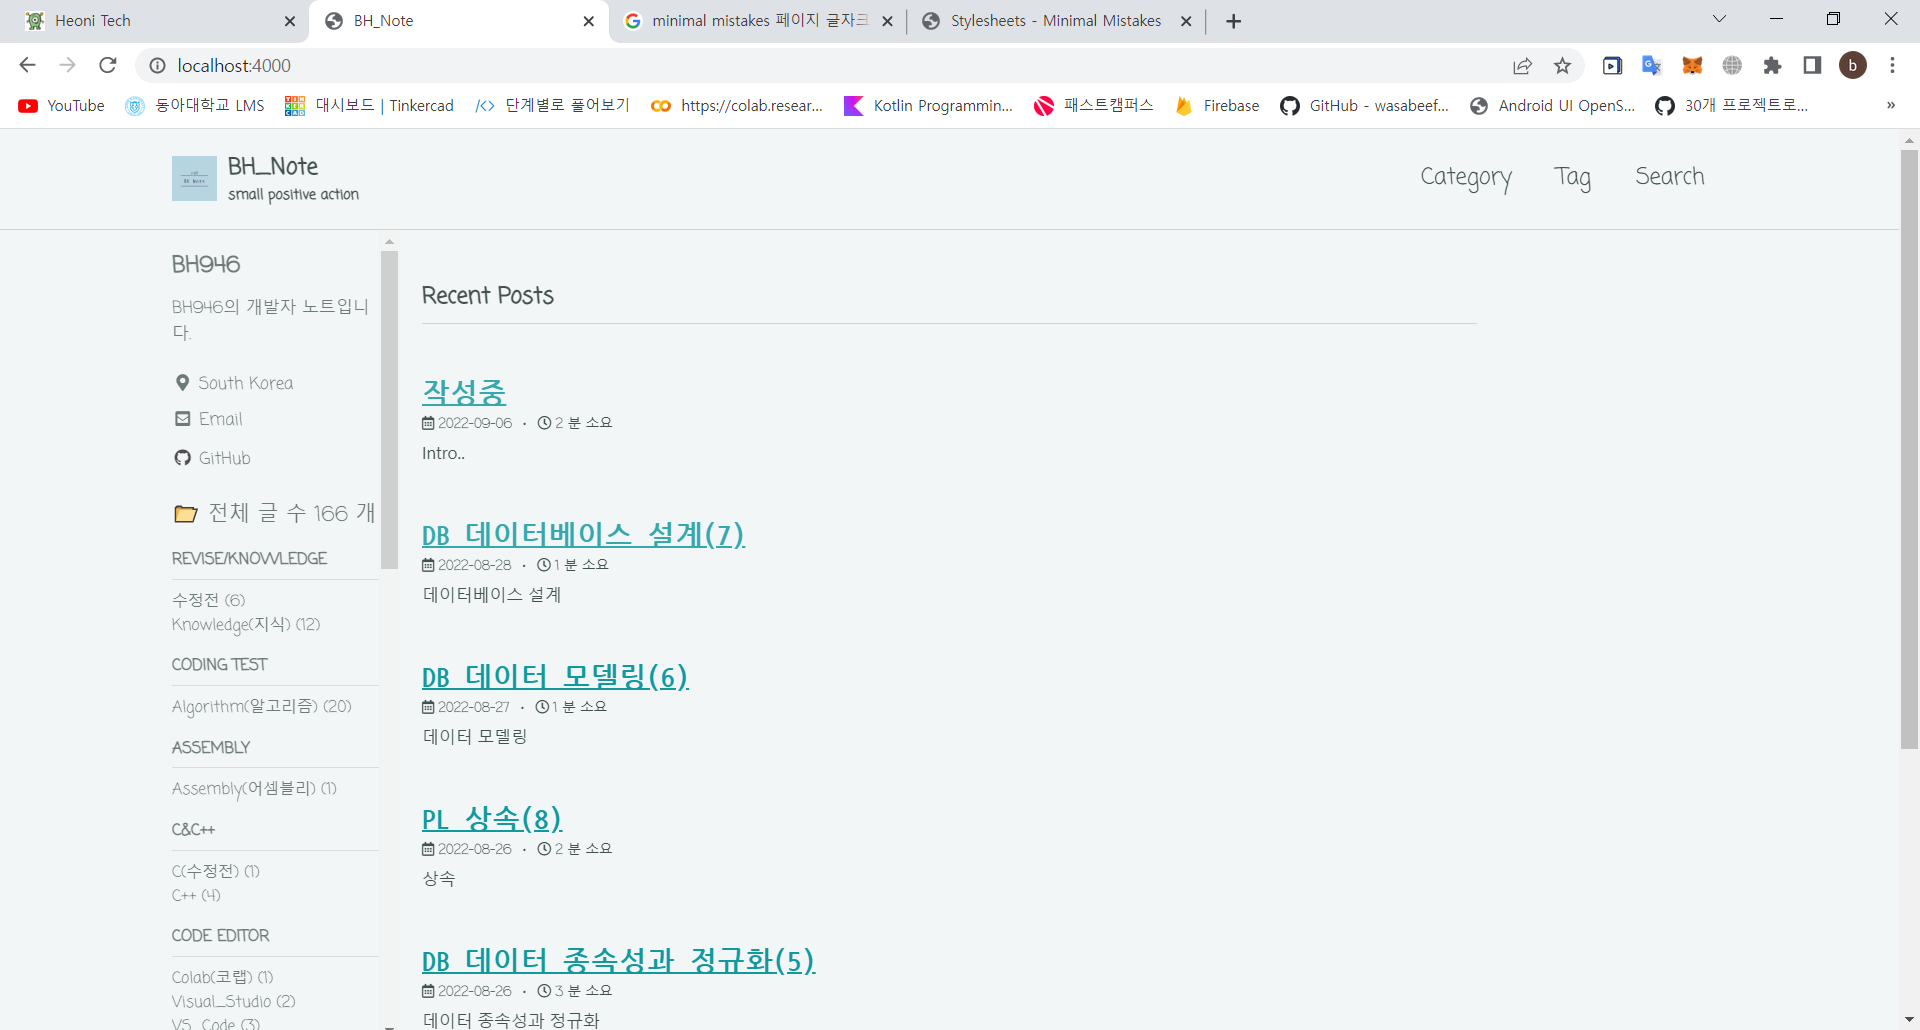 Heoni Tech
BH_Note
minimal mistakes 페이지 글자크
Stylesheets - Minimal Mistakes
localhost:4000
b
YouTube
동아대학교 LMS
대시보드 | Tinkercad
단계별로 풀어보기
https://colab.resear...
Kotlin Programmin...
패스트캠퍼스
Firebase
GitHub - wasabeef...
Android UI OpenS...
30개 프로젝트로...
»
BH_Note
small positive action
Category
Tag
Search
BH946
BH946의 개발자 노트입니
다.
South Korea
Email
GitHub
전체 글 수 166 개
REVISE/KNOWLEDGE
수정전 (6)
Knowledge(지식) (12)
CODING TEST
Algorithm(알고리즘) (20)
ASSEMBLY
Assembly(어셈블리) (1)
C&C++
C(수정전) (1)
C++ (4)
CODE EDITOR
Colab(코랩) (1)
Visual_Studio (2)
VS_Code (3)
Recent Posts
작성중
2022-09-06 • 2 분 소요
Intro..
DB 데이터베이스 설계(7)
2022-08-28 • 1 분 소요
데이터베이스 설계
DB 데이터 모델링(6)
2022-08-27 • 1 분 소요
데이터 모델링
PL 상속(8)
2022-08-26 • 2 분 소요
상속
DB 데이터 종속성과 정규화(5)
2022-08-26 • 3 분 소요
데이터 종속성과 정규화